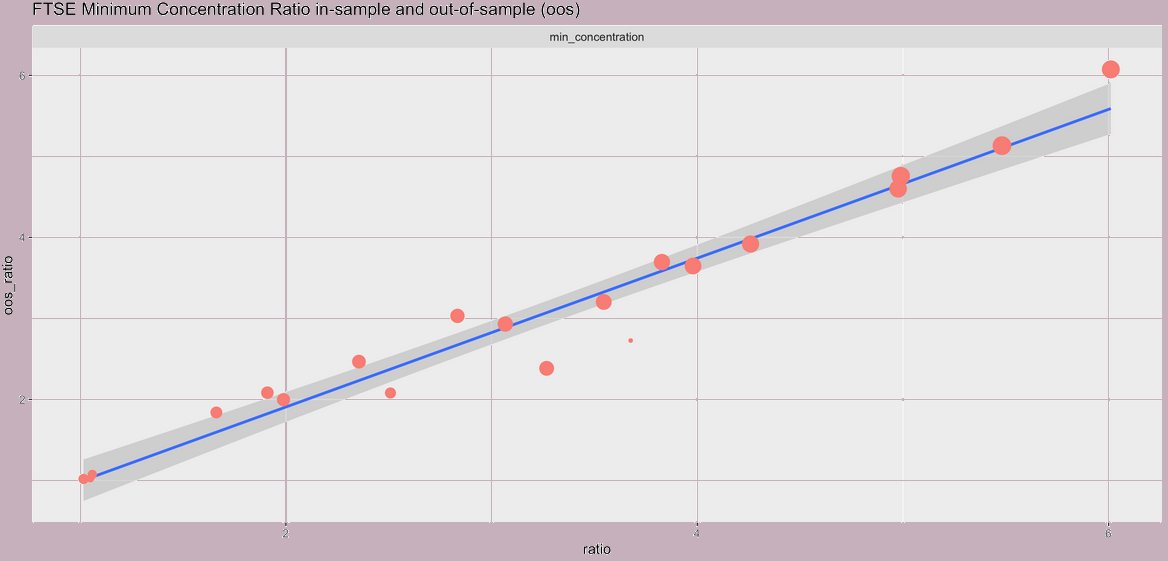 FTSE Minimum Concentration Ratio in-sample and out-of-sample (oos)
min_concentration
6
4
2
oos_ratio
2
4
6
ratio